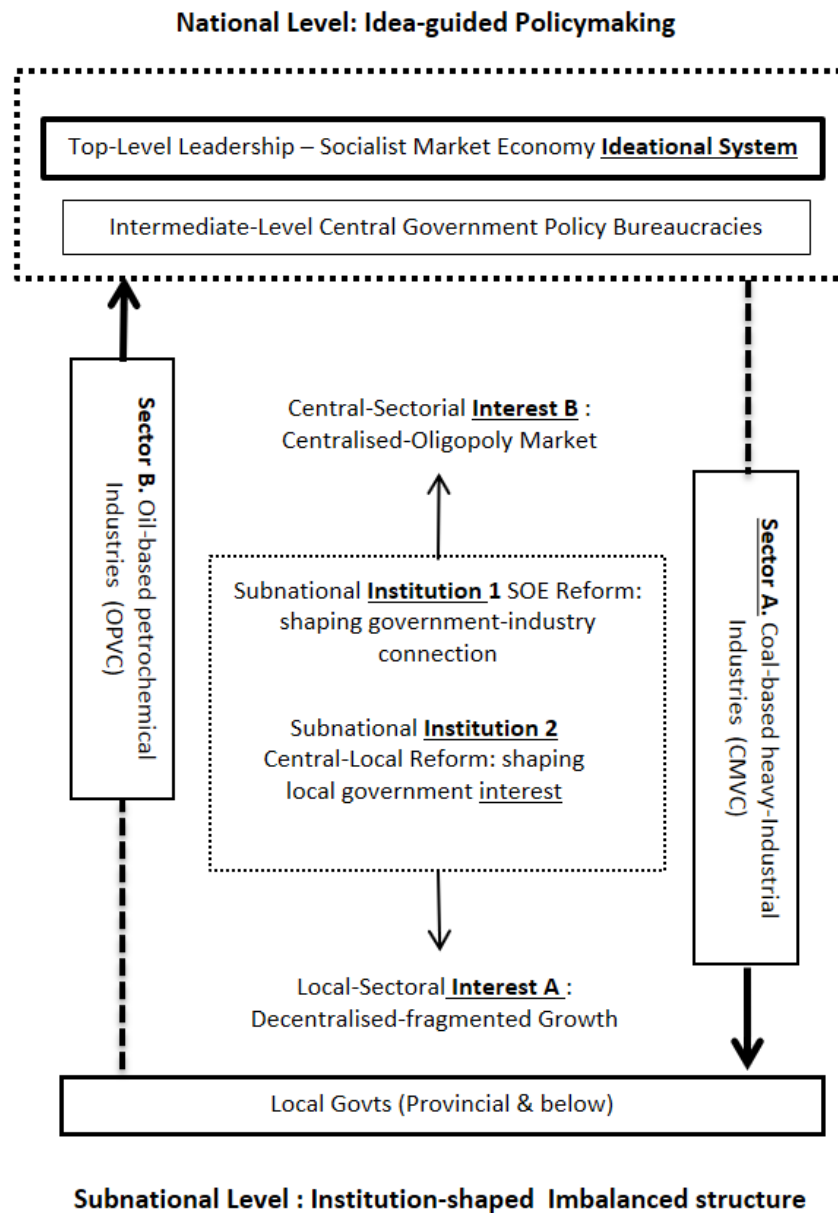 National Level: Idea-guided Policymaking
Top-Level Leadership – Socialist Market Economy Ideational System
Intermediate-Level Central Government Policy Bureaucracies
Sector B. Oil-based petrochemical
Industries (OPVC)
Central-Sectorial Interest B :
Centralised-Oligopoly Market
Subnational Institution 1 SOE Reform:
shaping government-industry
connection
Subnational Institution 2
Central-Local Reform: shaping
local government interest
Sector A. Coal-based heavy-Industrial
Industries (CMVC)
Local-Sectoral Interest A :
Decentralised-fragmented Growth
Local Govts (Provincial & below)
Subnational Level : Institution-shaped Imbalanced structure